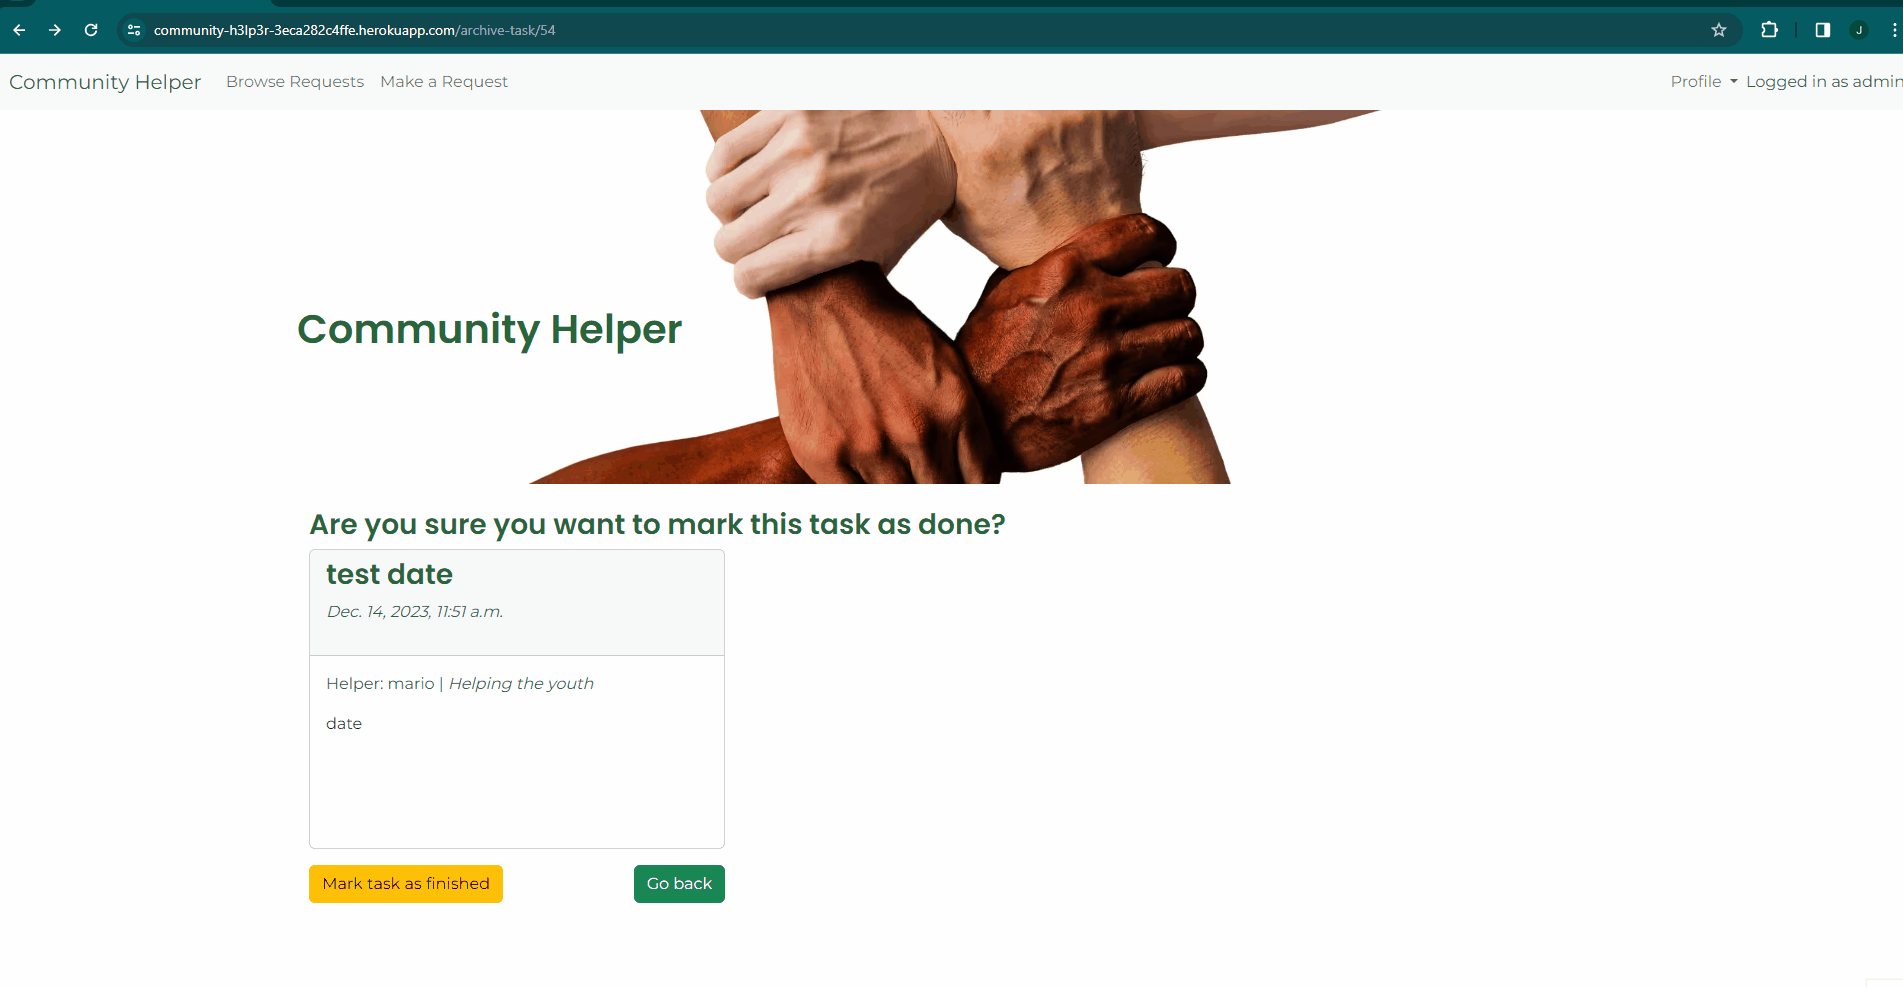 community-h3lp3r-3eca282c4ffe.herokuapp.com/archive-task/54
J
Community Helper Browse Requests Make a Request Profile Logged in as admin
Community Helper
Are you sure you want to mark this task as done?
test date
Dec. 14, 2023, 11:51 a.m.
Helper: mario | Helping the youth
date
Mark task as finished Go back